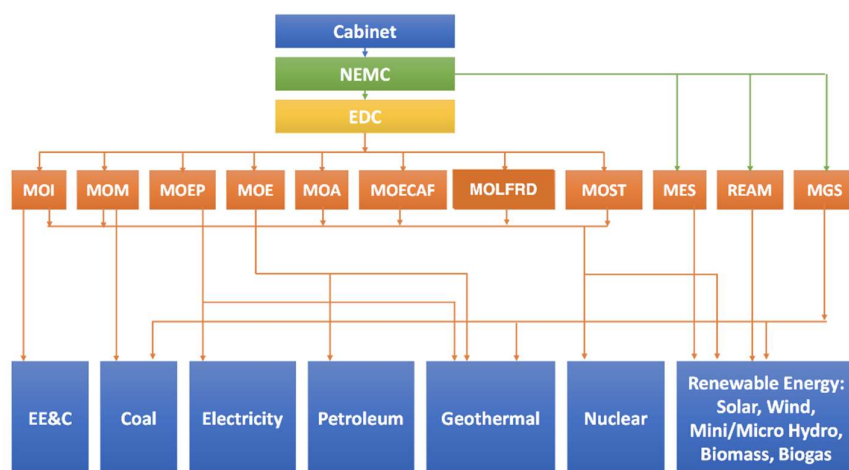 Cabinet
NEMC
EDC
MOI
MOM
MOEP
MOE
MOA
MOECAF
MOLFRD
MOST
MES
REAM
MGS
EE&C
Coal
Electricity
Petroleum
Geothermal
Nuclear
Renewable Energy:
Solar, Wind,
Mini/Micro Hydro,
Biomass, Biogas